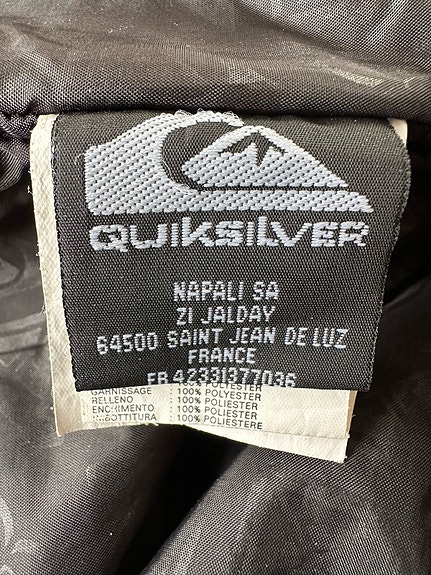 QUIKSILVER
NAPALI SA
ZI JALDAY
64500 SAINT JEAN DE LUZ
FRANCE
FR 42331377036
GARNISSAGE : 100% POLYESTER
RELLENO : 100% POLIESTER
ENCHIMENTO : 100% POLIESTER
IMBOTTITURA : 100% POLIESTERE